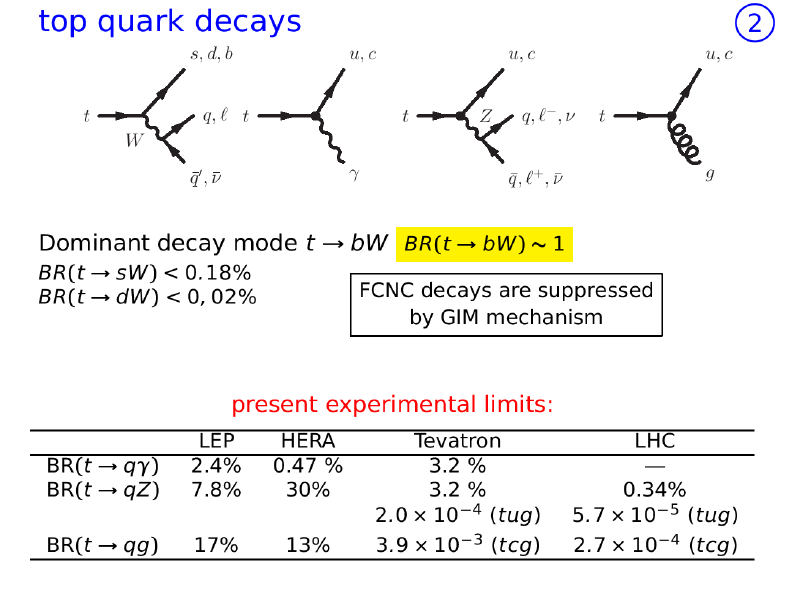 top quark decays 2
s, d, b u, c u, c u, c
t q, ℓ t t Z q, ℓ⁻, ν t
W
q̄′, ν̄ γ q̄, ℓ⁺, ν̄ g
Dominant decay mode t → bW BR(t → bW) ~ 1
BR(t → sW) < 0.18%
BR(t → dW) < 0, 02%
FCNC decays are suppressed
by GIM mechanism
present experimental limits:
LEP HERA Tevatron LHC
BR(t → qγ) 2.4% 0.47 % 3.2 % —
BR(t → qZ) 7.8% 30% 3.2 % 0.34%
2.0 × 10⁻⁴ (tug) 5.7 × 10⁻⁵ (tug)
BR(t → qg) 17% 13% 3.9 × 10⁻³ (tcg) 2.7 × 10⁻⁴ (tcg)